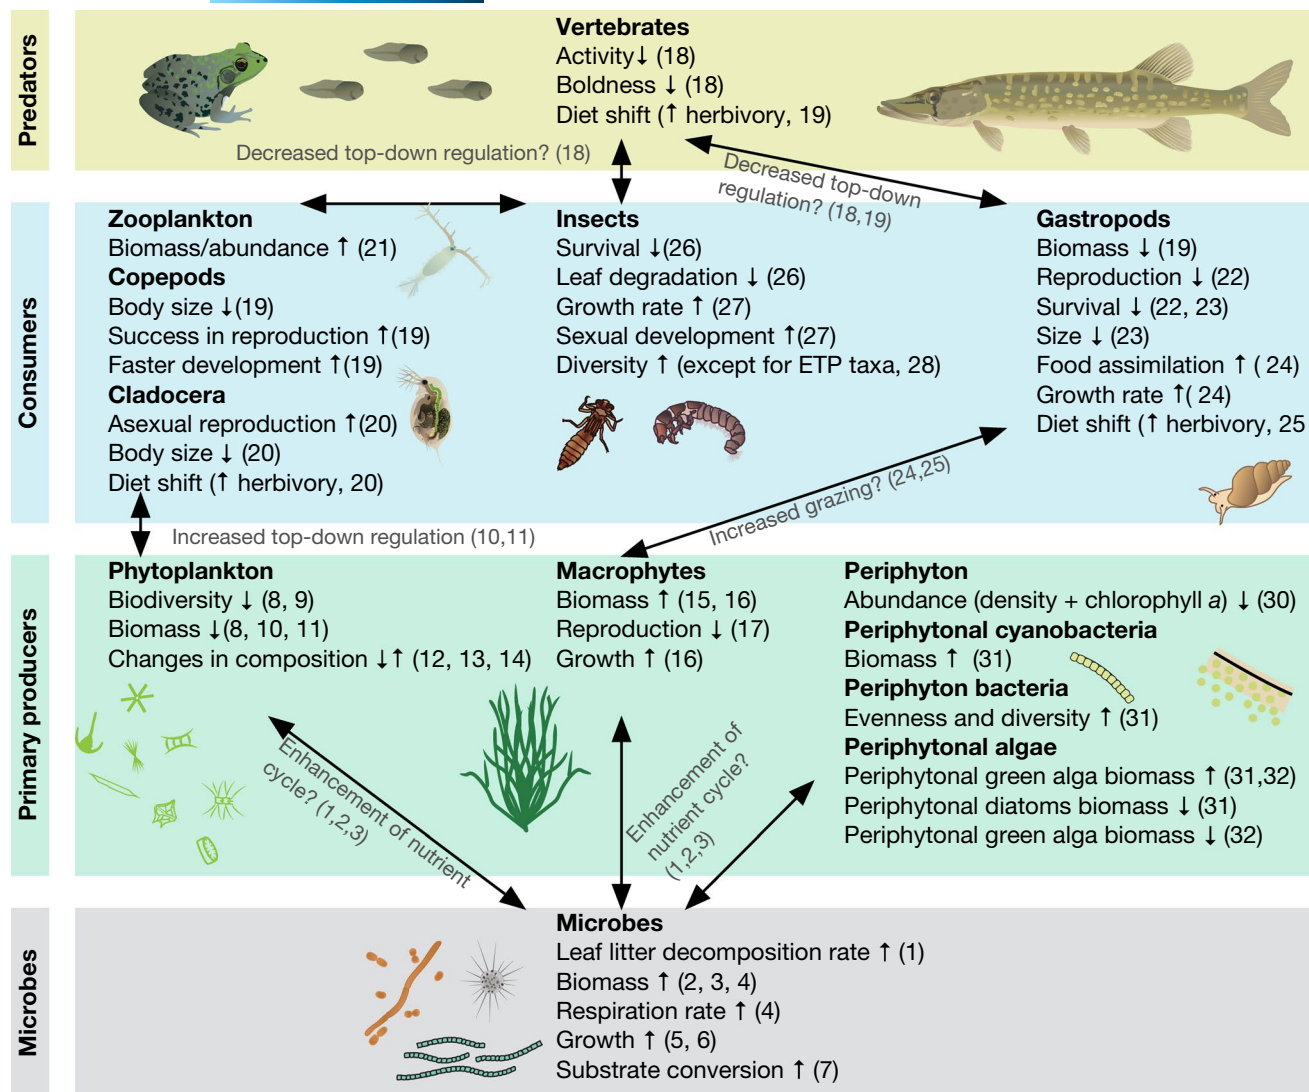 Predators
Vertebrates
Activity↓ (18)
Boldness ↓ (18)
Diet shift (↑ herbivory, 19)
Decreased top-down regulation? (18)
Decreased top-down
regulation? (18,19)
Consumers
Zooplankton
Biomass/abundance ↑ (21)
Copepods
Body size ↓(19)
Success in reproduction ↑(19)
Faster development ↑(19)
Cladocera
Asexual reproduction ↑(20)
Body size ↓ (20)
Diet shift (↑ herbivory, 20)
Insects
Survival ↓(26)
Leaf degradation ↓ (26)
Growth rate ↑ (27)
Sexual development ↑(27)
Diversity ↑ (except for ETP taxa, 28)
Gastropods
Biomass ↓ (19)
Reproduction ↓ (22)
Survival ↓ (22, 23)
Size ↓ (23)
Food assimilation ↑ ( 24)
Growth rate ↑( 24)
Diet shift (↑ herbivory, 25
Increased top-down regulation (10,11)
Increased grazing? (24,25)
Primary producers
Phytoplankton
Biodiversity ↓ (8, 9)
Biomass ↓(8, 10, 11)
Changes in composition ↓↑ (12, 13, 14)
Macrophytes
Biomass ↑ (15, 16)
Reproduction ↓ (17)
Growth ↑ (16)
Periphyton
Abundance (density + chlorophyll a) ↓ (30)
Periphytonal cyanobacteria
Biomass ↑ (31)
Periphyton bacteria
Evenness and diversity ↑ (31)
Periphytonal algae
Periphytonal green alga biomass ↑ (31,32)
Periphytonal diatoms biomass ↓ (31)
Periphytonal green alga biomass ↓ (32)
Enhancement of nutrient
cycle? (1,2,3)
Enhancement of
nutrient cycle?
(1,2,3)
Microbes
Microbes
Leaf litter decomposition rate ↑ (1)
Biomass ↑ (2, 3, 4)
Respiration rate ↑ (4)
Growth ↑ (5, 6)
Substrate conversion ↑ (7)